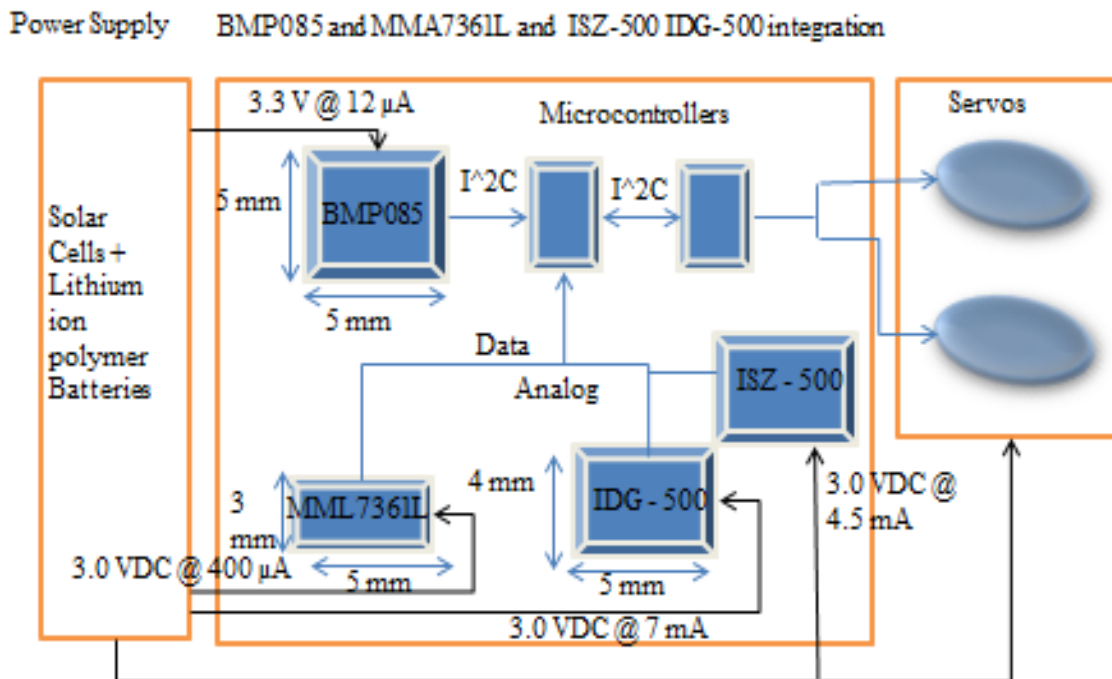 Power Supply
BMP085 and MMA7361L and ISZ-500 IDG-500 integration
3.3 V @ 12 µA
Microcontrollers
Servos
5 mm
BMP085
I^2C
I^2C
5 mm
Solar
Cells +
Lithium
ion
polymer
Batteries
Data
Analog
ISZ - 500
3
mm
MML7361L
4 mm
IDG - 500
3.0 VDC @
4.5 mA
3.0 VDC @ 400 µA
5 mm
5 mm
3.0 VDC @ 7 mA